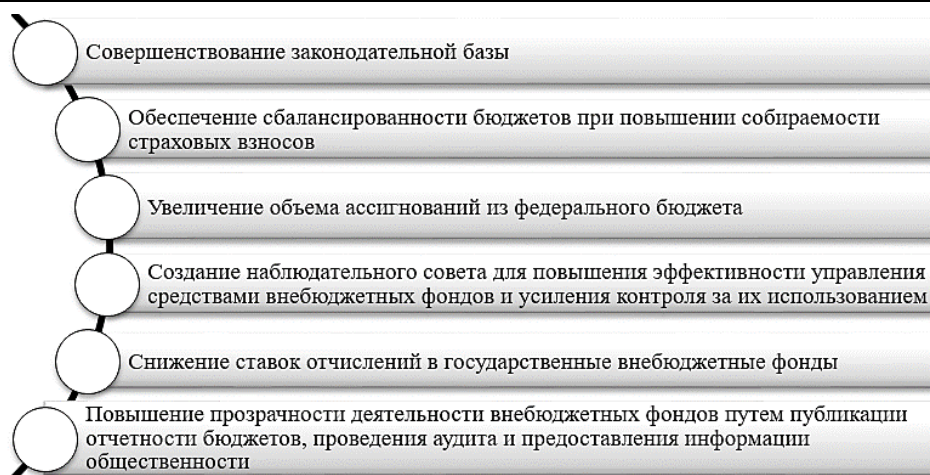 Совершенствование законодательной базы
Обеспечение сбалансированности бюджетов при повышении собираемости
страховых взносов
Увеличение объема ассигнований из федерального бюджета
Создание наблюдательного совета для повышения эффективности управления
средствами внебюджетных фондов и усиления контроля за их использованием
Снижение ставок отчислений в государственные внебюджетные фонды
Повышение прозрачности деятельности внебюджетных фондов путем публикации
отчетности бюджетов, проведения аудита и предоставления информации
общественности